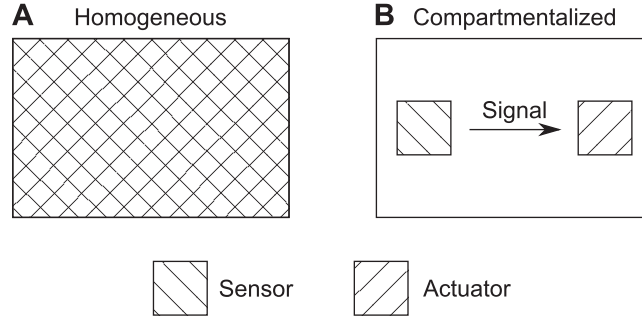 A Homogeneous
B Compartmentalized
Signal
Sensor
Actuator